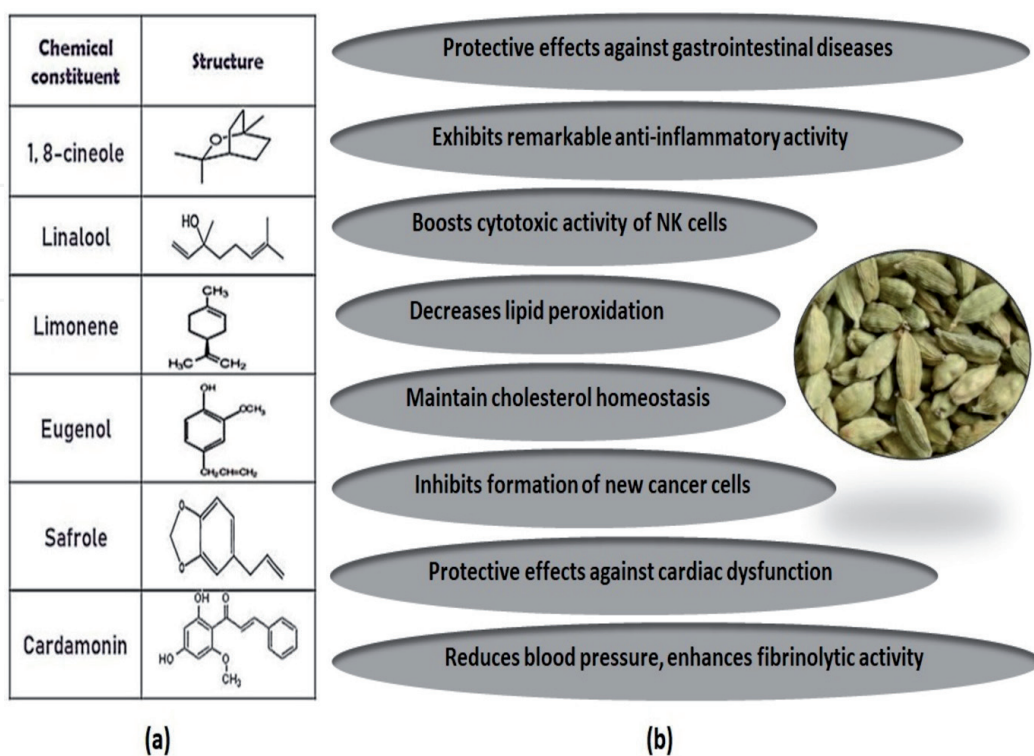 Chemical
constituent
Structure
1, 8-cineole
O
Linalool
HO
Limonene
CH₃
H₃C
CH₂
Eugenol
OH
OCH₃
CH₂CH=CH₂
Safrole
O
O
Cardamonin
OH
O
HO
O
CH₃
(a)
Protective effects against gastrointestinal diseases
Exhibits remarkable anti-inflammatory activity
Boosts cytotoxic activity of NK cells
Decreases lipid peroxidation
Maintain cholesterol homeostasis
Inhibits formation of new cancer cells
Protective effects against cardiac dysfunction
Reduces blood pressure, enhances fibrinolytic activity
(b)